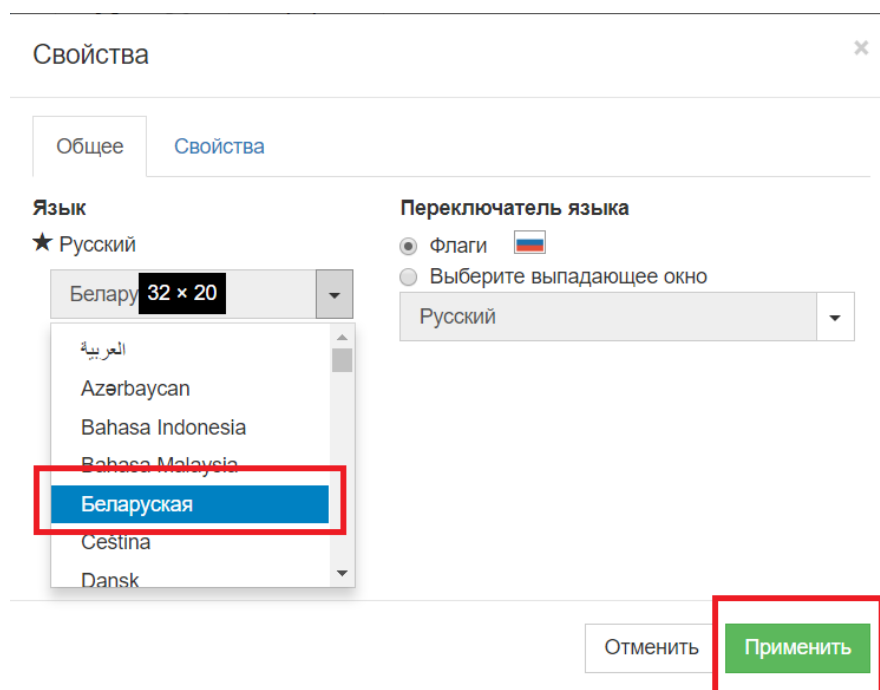 Свойства
×
Общее
Свойства
Язык
★ Русский
Белару
32 × 20
العربية
Azərbaycan
Bahasa Indonesia
Bahasa Malaysia
Беларуская
Čeština
Dansk
Переключатель языка
Флаги
Выберите выпадающее окно
Русский
Отменить
Применить